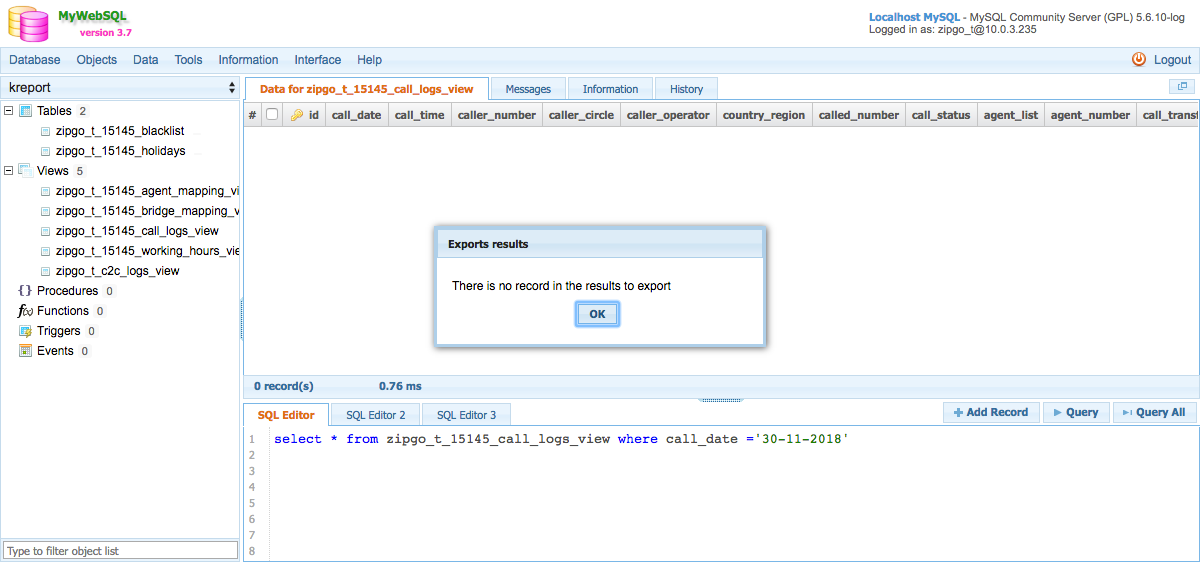 MyWebSQL
version 3.7
Localhost MySQL - MySQL Community Server (GPL) 5.6.10-log
Logged in as: zipgo_t@10.0.3.235
Database Objects Data Tools Information Interface Help Logout
kreport
Tables 2
zipgo_t_15145_blacklist
zipgo_t_15145_holidays
Views 5
zipgo_t_15145_agent_mapping_vi
zipgo_t_15145_bridge_mapping_v
zipgo_t_15145_call_logs_view
zipgo_t_15145_working_hours_vie
zipgo_t_c2c_logs_view
{} Procedures 0
f(x) Functions 0
Triggers 0
Events 0
Type to filter object list
Data for zipgo_t_15145_call_logs_view Messages Information History
# id call_date call_time caller_number caller_circle caller_operator country_region called_number call_status agent_list agent_number call_transf
Exports results
There is no record in the results to export
OK
0 record(s) 0.76 ms
SQL Editor SQL Editor 2 SQL Editor 3 Add Record Query Query All
1 select * from zipgo_t_15145_call_logs_view where call_date ='30-11-2018'
2
3
4
5
6
7
8